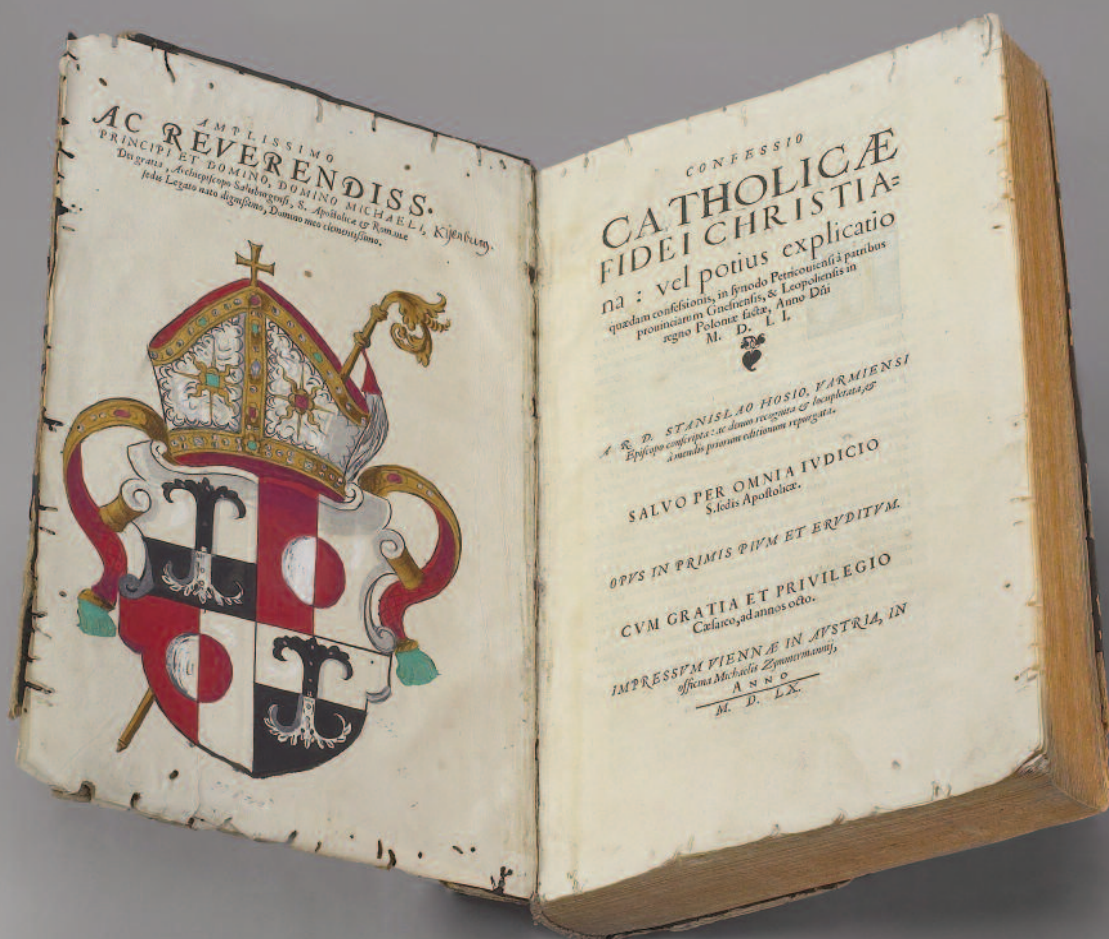 AMPLISSIMO
AC REVERENDISS.
PRINCIPI ET DOMINO, DOMINO MICHAELI, Kijenburg.
Dei gratia, Archiepiscopo Saltzburgensi, S. Apostolicæ & Romanæ
sedis Legato nato dignissimo, Domino meo clementissimo.
CONFESSIO
CATHOLICÆ
FIDEI CHRISTIA=
na: vel potius explicatio
quædam confessionis, in synodo Petricouiensi à patribus
prouinciarum Gnesnensis, & Leopoliensis in
regno Poloniæ factæ, Anno Dñi
M. D. L I.
A R. D. STANISLAO HOSIO, VARMIENSI
Episcopo conscripta: ac denuo recognita & locupletata, &
à mendis priorum editionum repurgata.
SALVO PER OMNIA IVDICIO
S. sedis Apostolicæ.
OPVS IN PRIMIS PIVM ET ERVDITVM.
CVM GRATIA ET PRIVILEGIO
Cæsareo, ad annos octo.
IMPRESSVM VIENNÆ IN AVSTRIA, IN
officina Michaelis Zymmermannij,
ANNO
M. D. LX.